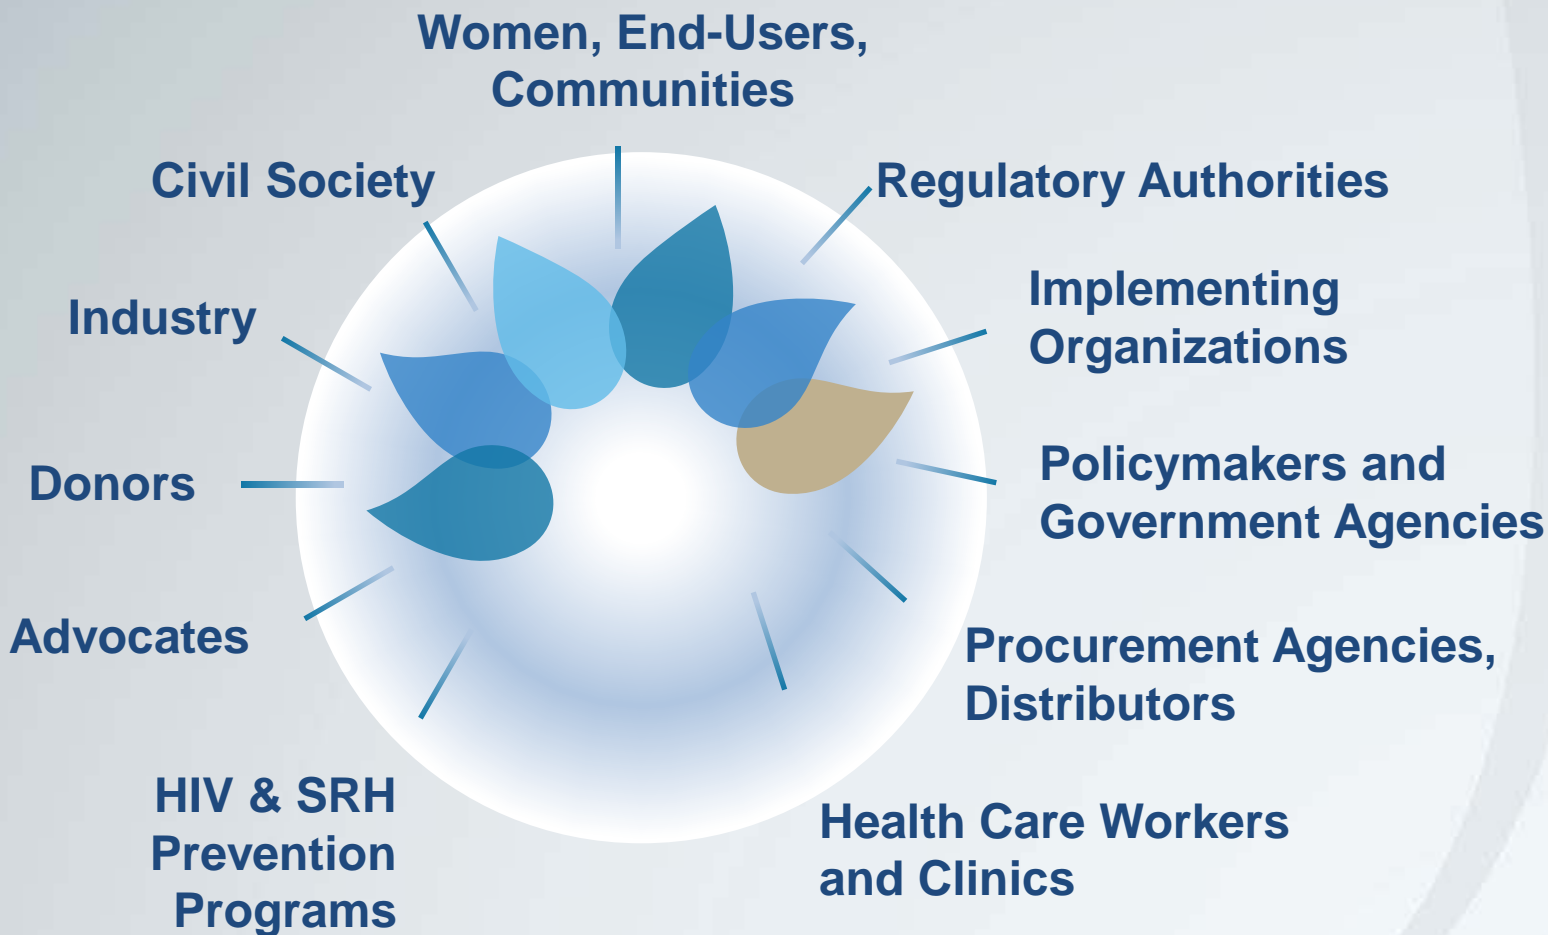 Women, End-Users,
Communities
Civil Society
Regulatory Authorities
Industry
Implementing
Organizations
Donors
Policymakers and
Government Agencies
Advocates
Procurement Agencies,
Distributors
HIV & SRH
Prevention
Programs
Health Care Workers
and Clinics